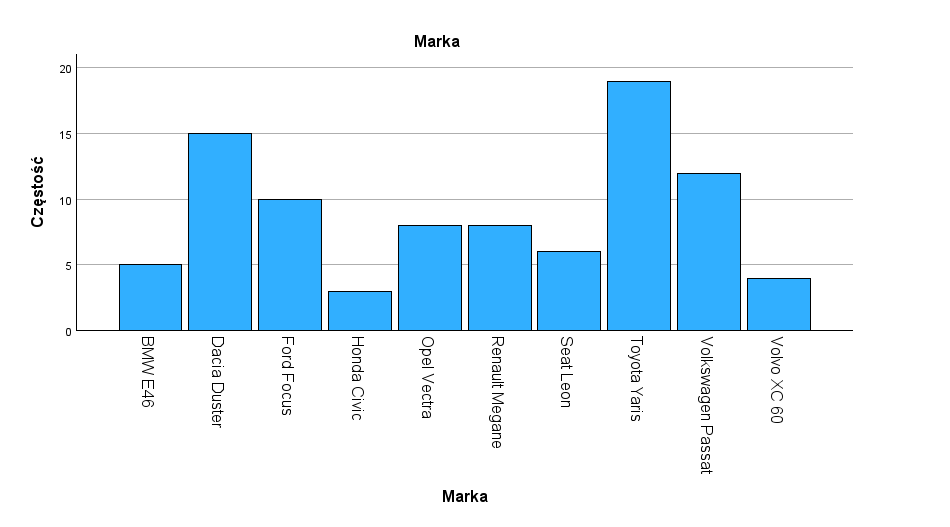 Marka
Częstość
20
15
10
5
0
BMW E46
Dacia Duster
Ford Focus
Honda Civic
Opel Vectra
Renault Megane
Seat Leon
Toyota Yaris
Volkswagen Passat
Volvo XC 60
Marka